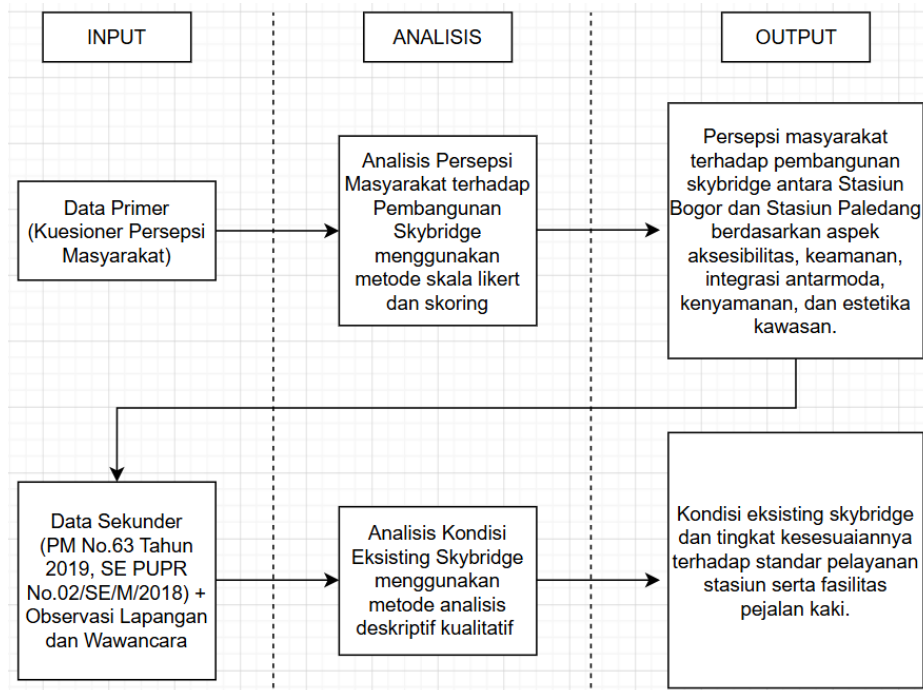 INPUT
ANALISIS
OUTPUT
Data Primer
(Kuesioner Persepsi
Masyarakat)
Analisis Persepsi
Masyarakat terhadap
Pembangunan
Skybridge
menggunakan
metode skala likert
dan skoring
Persepsi masyarakat
terhadap pembangunan
skybridge antara Stasiun
Bogor dan Stasiun Paledang
berdasarkan aspek
aksesibilitas, keamanan,
integrasi antarmoda,
kenyamanan, dan estetika
kawasan.
Data Sekunder
(PM No.63 Tahun
2019, SE PUPR
No.02/SE/M/2018) +
Observasi Lapangan
dan Wawancara
Analisis Kondisi
Eksisting Skybridge
menggunakan
metode analisis
deskriptif kualitatif
Kondisi eksisting skybridge
dan tingkat kesesuaiannya
terhadap standar pelayanan
stasiun serta fasilitas
pejalan kaki.